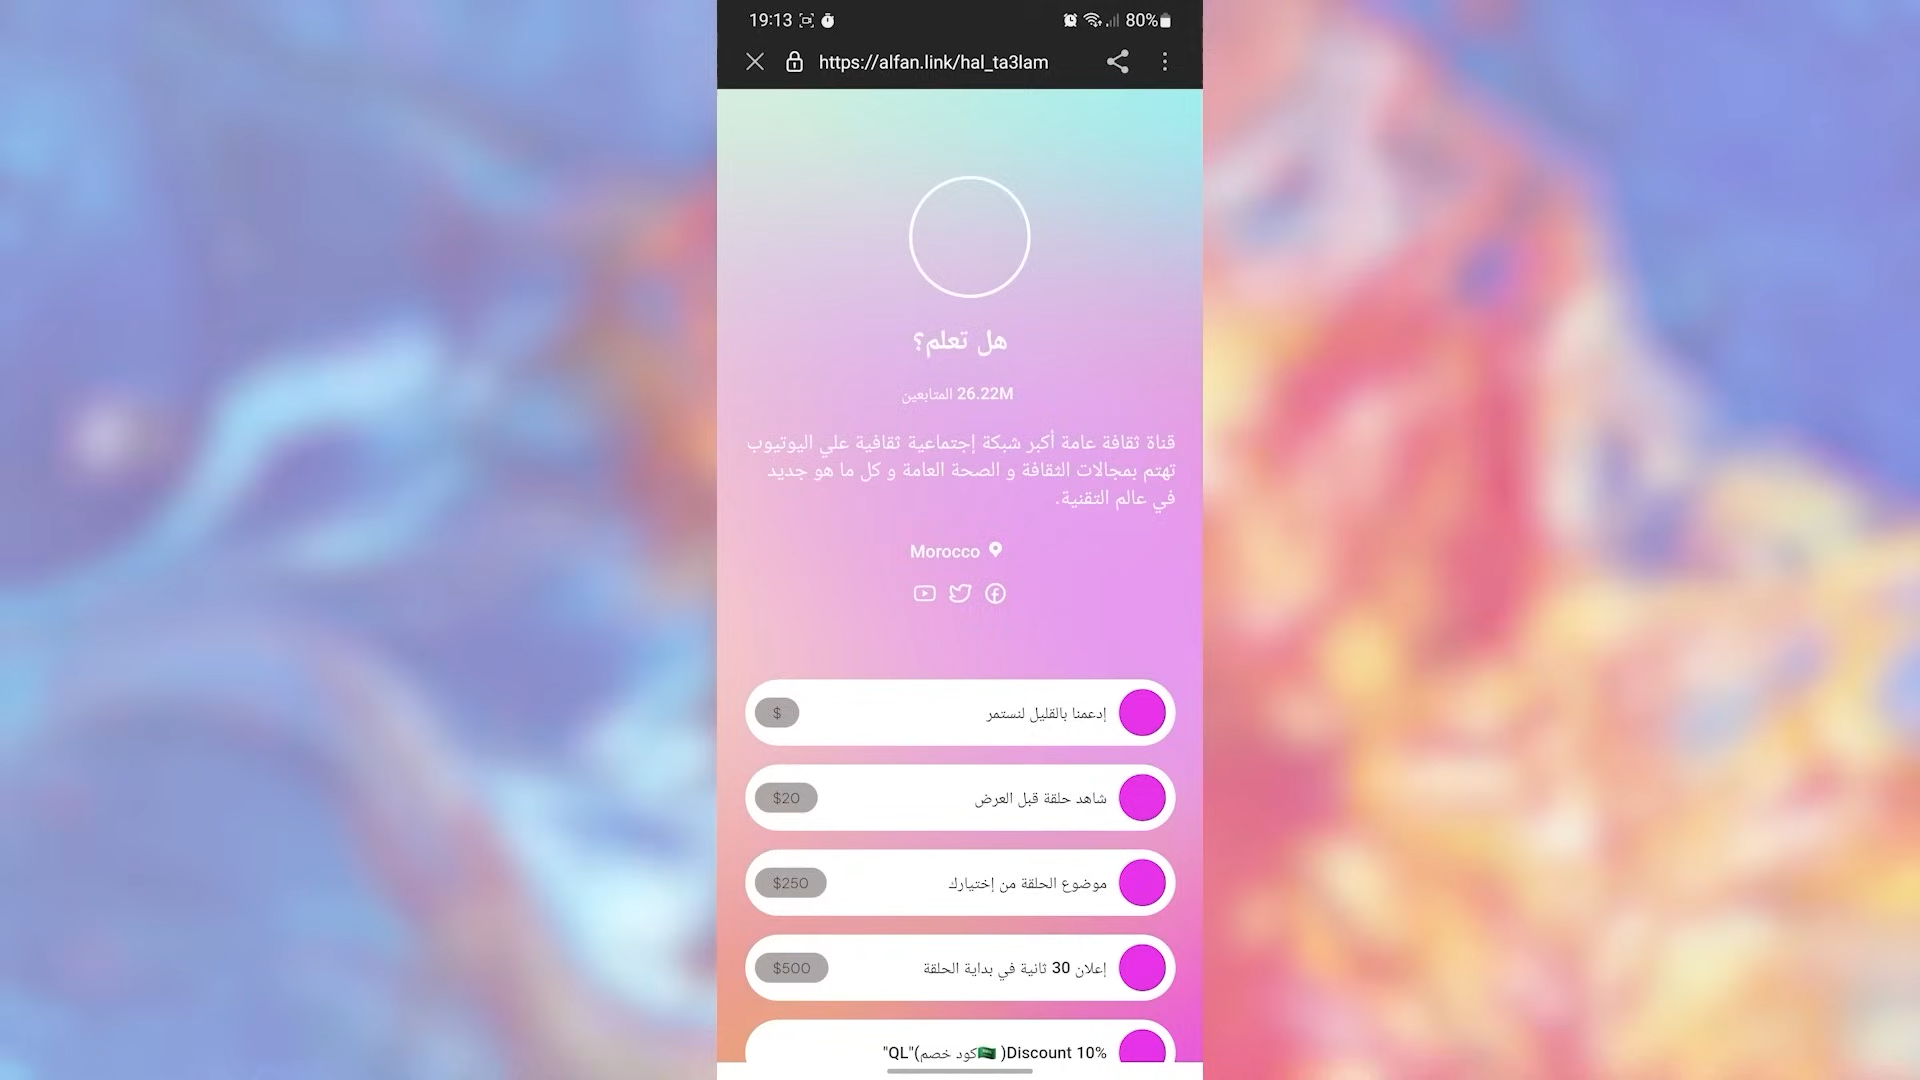 19:13
80%
https://alfan.link/hal_ta3lam
هل تعلم؟
26.22M المتابعين
قناة ثقافة عامة أكبر شبكة إجتماعية ثقافية علي اليوتيوب
تهتم بمجالات الثقافة و الصحة العامة و كل ما هو جديد
في عالم التقنية.
Morocco
إدعمنا بالقليل لنستمر $
شاهد حلقة قبل العرض $20
موضوع الحلقة من إختيارك $250
إعلان 30 ثانية في بداية الحلقة $500
Discount 10%( 🇸🇦كود خصم)"QL"